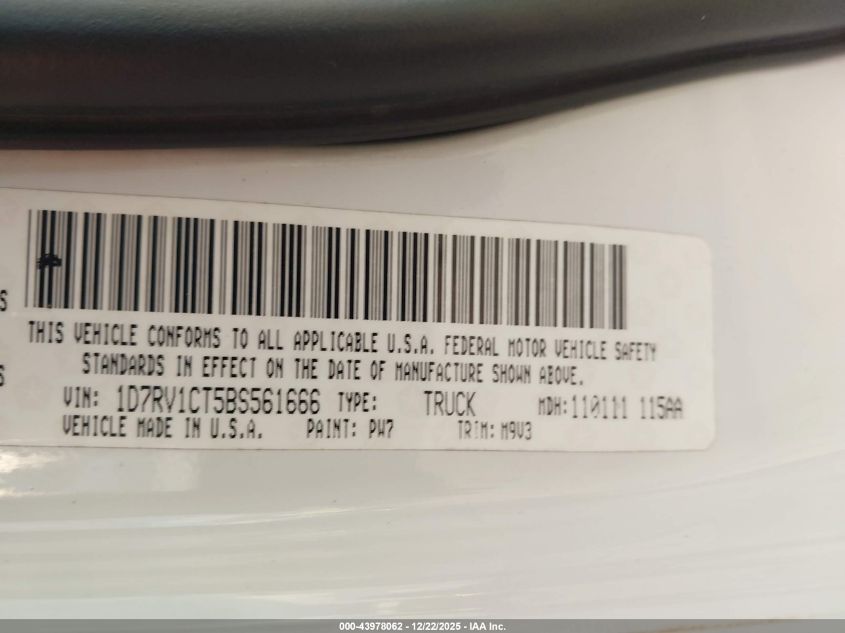 S
THIS VEHICLE CONFORMS TO ALL APPLICABLE U.S.A. FEDERAL MOTOR VEHICLE SAFETY
S
STANDARDS IN EFFECT ON THE DATE OF MANUFACTURE SHOWN ABOVE.
VIN: 1D7RV1CT5BS561666 TYPE: TRUCK MDH:110111 115AA
VEHICLE MADE IN U.S.A. PAINT: PW7 TRIM: M9V3
000-43978062 - 12/22/2025 - IAA Inc.